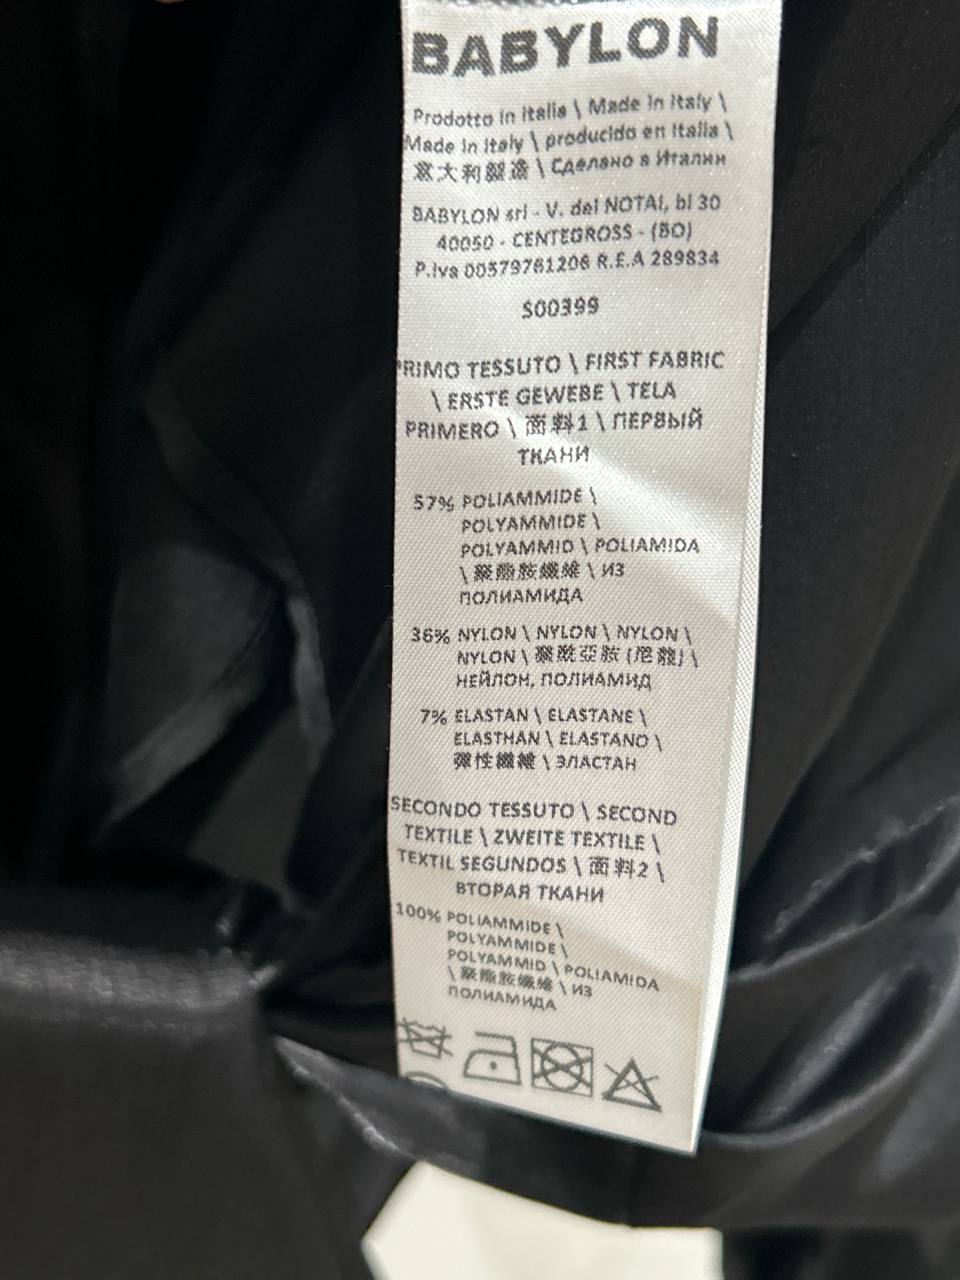 BABYLON
Prodotto in Italia \ Made in Italy \
Made in Italy \ producido en Italia \
意大利製造 \ Сделано в Италии
BABYLON srl - V. dei NOTAI, bl 30
40050 - CENTEGROSS - (BO)
P.Iva 00579761206 R.E.A 289834
S00399
PRIMO TESSUTO \ FIRST FABRIC
\ ERSTE GEWEBE \ TELA
PRIMERO \ 面料1 \ ПЕРВЫЙ
ТКАНИ
57% POLIAMMIDE \
POLYAMMIDE \
POLYAMMID \ POLIAMIDA
\ 聚酰胺纖維 \ ИЗ
ПОЛИАМИДА
36% NYLON \ NYLON \ NYLON \
NYLON \ 聚酰亞胺 (尼龍) \
НЕЙЛОН, ПОЛИАМИД
7% ELASTAN \ ELASTANE \
ELASTHAN \ ELASTANO \
彈性纖維 \ ЭЛАСТАН
SECONDO TESSUTO \ SECOND
TEXTILE \ ZWEITE TEXTILE \
TEXTIL SEGUNDOS \ 面料2 \
ВТОРАЯ ТКАНИ
100% POLIAMMIDE \
POLYAMMIDE \
POLYAMMID \ POLIAMIDA
\ 聚酰胺纖維 \ ИЗ
ПОЛИАМИДА